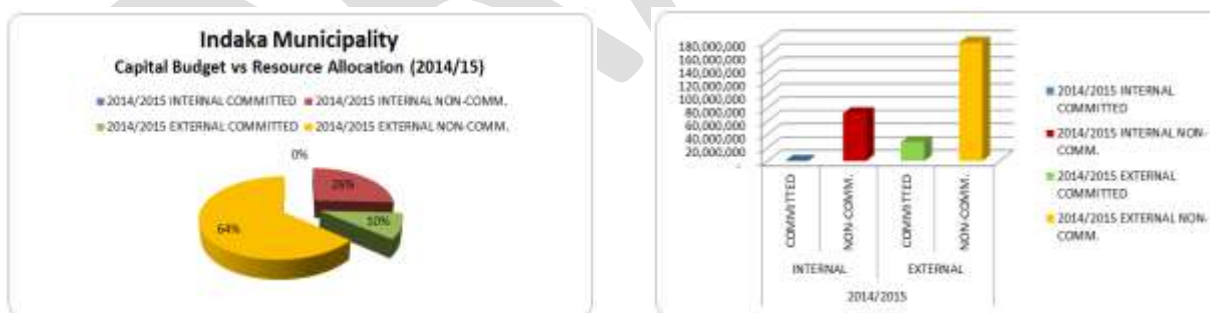 Indaka Municipality
Capital Budget vs Resource Allocation (2014/15)
2014/2015 INTERNAL COMMITTED 2014/2015 INTERNAL NON-COMM.
2014/2015 EXTERNAL COMMITTED 2014/2015 EXTERNAL NON-COMM.
0%
26%
10%
64%
180,000,000
160,000,000
140,000,000
120,000,000
100,000,000
80,000,000
60,000,000
40,000,000
20,000,000
-
COMMITTED
NON-COMM.
COMMITTED
NON-COMM.
INTERNAL EXTERNAL
2014/2015
2014/2015 INTERNAL
COMMITTED
2014/2015 INTERNAL NON-
COMM.
2014/2015 EXTERNAL
COMMITTED
2014/2015 EXTERNAL NON-
COMM.